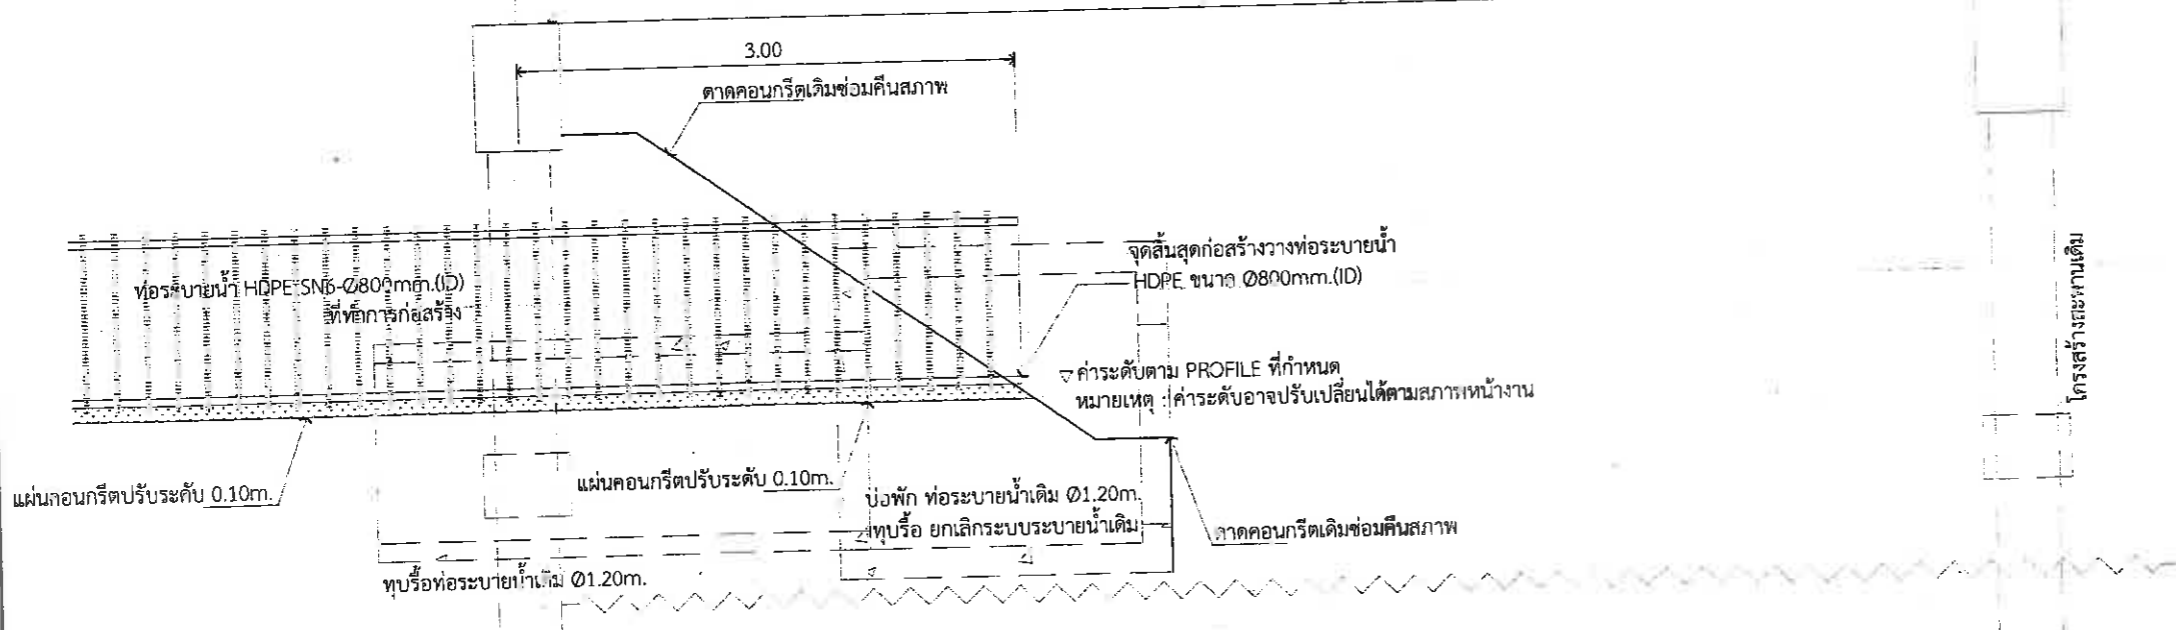 3.00
ดาดคอนกรีตเดิมซ่อมคืนสภาพ
จุดสิ้นสุดก่อสร้างวางท่อระบายน้ำ
HDPE ขนาด Ø800mm.(ID)
ท่อระบายน้ำ HDPE SN6-Ø800mm.(ID)
ที่ทำการก่อสร้าง
โครงสร้างสะพานเดิม
ค่าระดับตาม PROFILE ที่กำหนด
หมายเหตุ : ค่าระดับอาจปรับเปลี่ยนได้ตามสภาพหน้างาน
แผ่นคอนกรีตปรับระดับ 0.10m.
แผ่นคอนกรีตปรับระดับ 0.10m.
บ่อพัก ท่อระบายน้ำเดิม Ø1.20m.
ทุบรื้อ ยกเลิกระบบระบายน้ำเดิม
ดาดคอนกรีตเดิมซ่อมคืนสภาพ
ทุบรื้อท่อระบายน้ำเดิม Ø1.20m.